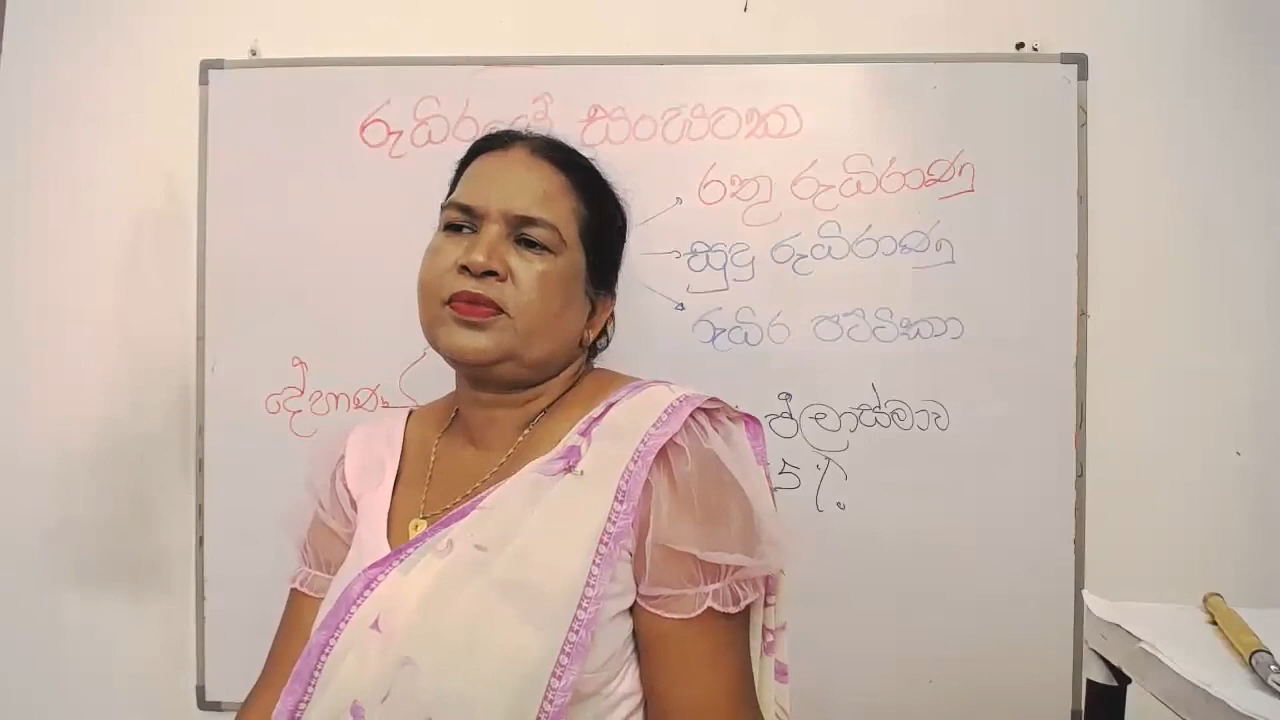 රුධිරයේ සංඝටක
රතු රුධිරාණු
සුදු රුධිරාණු
රුධිර පට්ටිකා
දේහාණු
ප්ලාස්මාව
5%